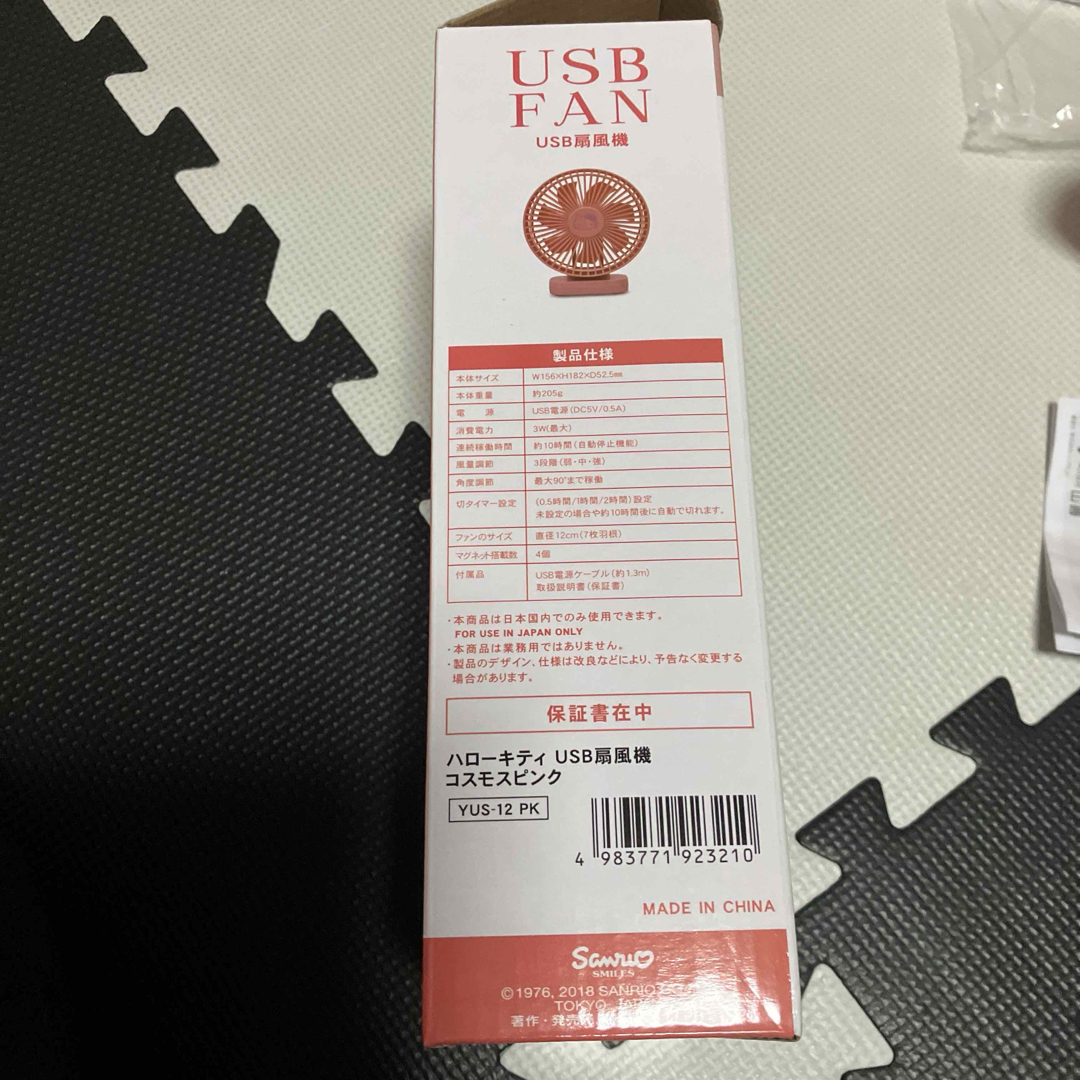 USB
FAN
USB扇風機
製品仕様
本体サイズ W156×H182×D52.5㎜
本体重量 約205g
電 源 USB電源(DC5V/0.5A)
消費電力 3W(最大)
連続稼働時間 約10時間(自動停止機能)
風量調節 3段階(弱・中・強)
角度調節 最大90°まで稼働
切タイマー設定 (0.5時間/1時間/2時間)設定
未設定の場合や約10時間後に自動で切れます。
ファンのサイズ 直径12cm(7枚羽根)
マグネット搭載数 4個
付属品 USB電源ケーブル(約1.3m)
取扱説明書(保証書)
・本商品は日本国内でのみ使用できます。
FOR USE IN JAPAN ONLY
・本商品は業務用ではありません。
・製品のデザイン、仕様は改良などにより、予告なく変更する
場合があります。
保証書在中
ハローキティ USB扇風機
コスモスピンク
YUS-12 PK
4 983771 923210
MADE IN CHINA
Sanrio
SMILES
©1976, 2018 SANRIO
TOKYO
著作・発売